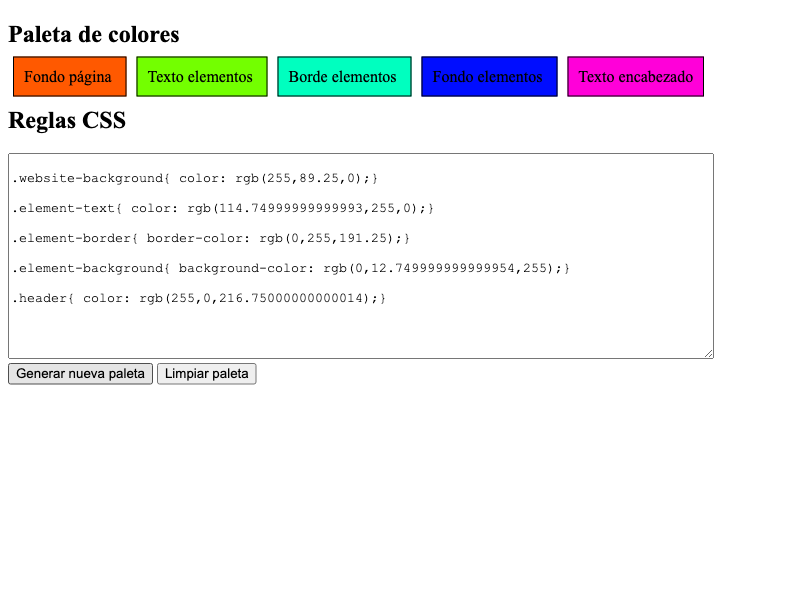 Paleta de colores
Fondo página Texto elementos Borde elementos Fondo elementos Texto encabezado
Reglas CSS
.website-background{ color: rgb(255,89.25,0);}
.element-text{ color: rgb(114.74999999999993,255,0);}
.element-border{ border-color: rgb(0,255,191.25);}
.element-background{ background-color: rgb(0,12.749999999999954,255);}
.header{ color: rgb(255,0,216.75000000000014);}
Generar nueva paleta Limpiar paleta